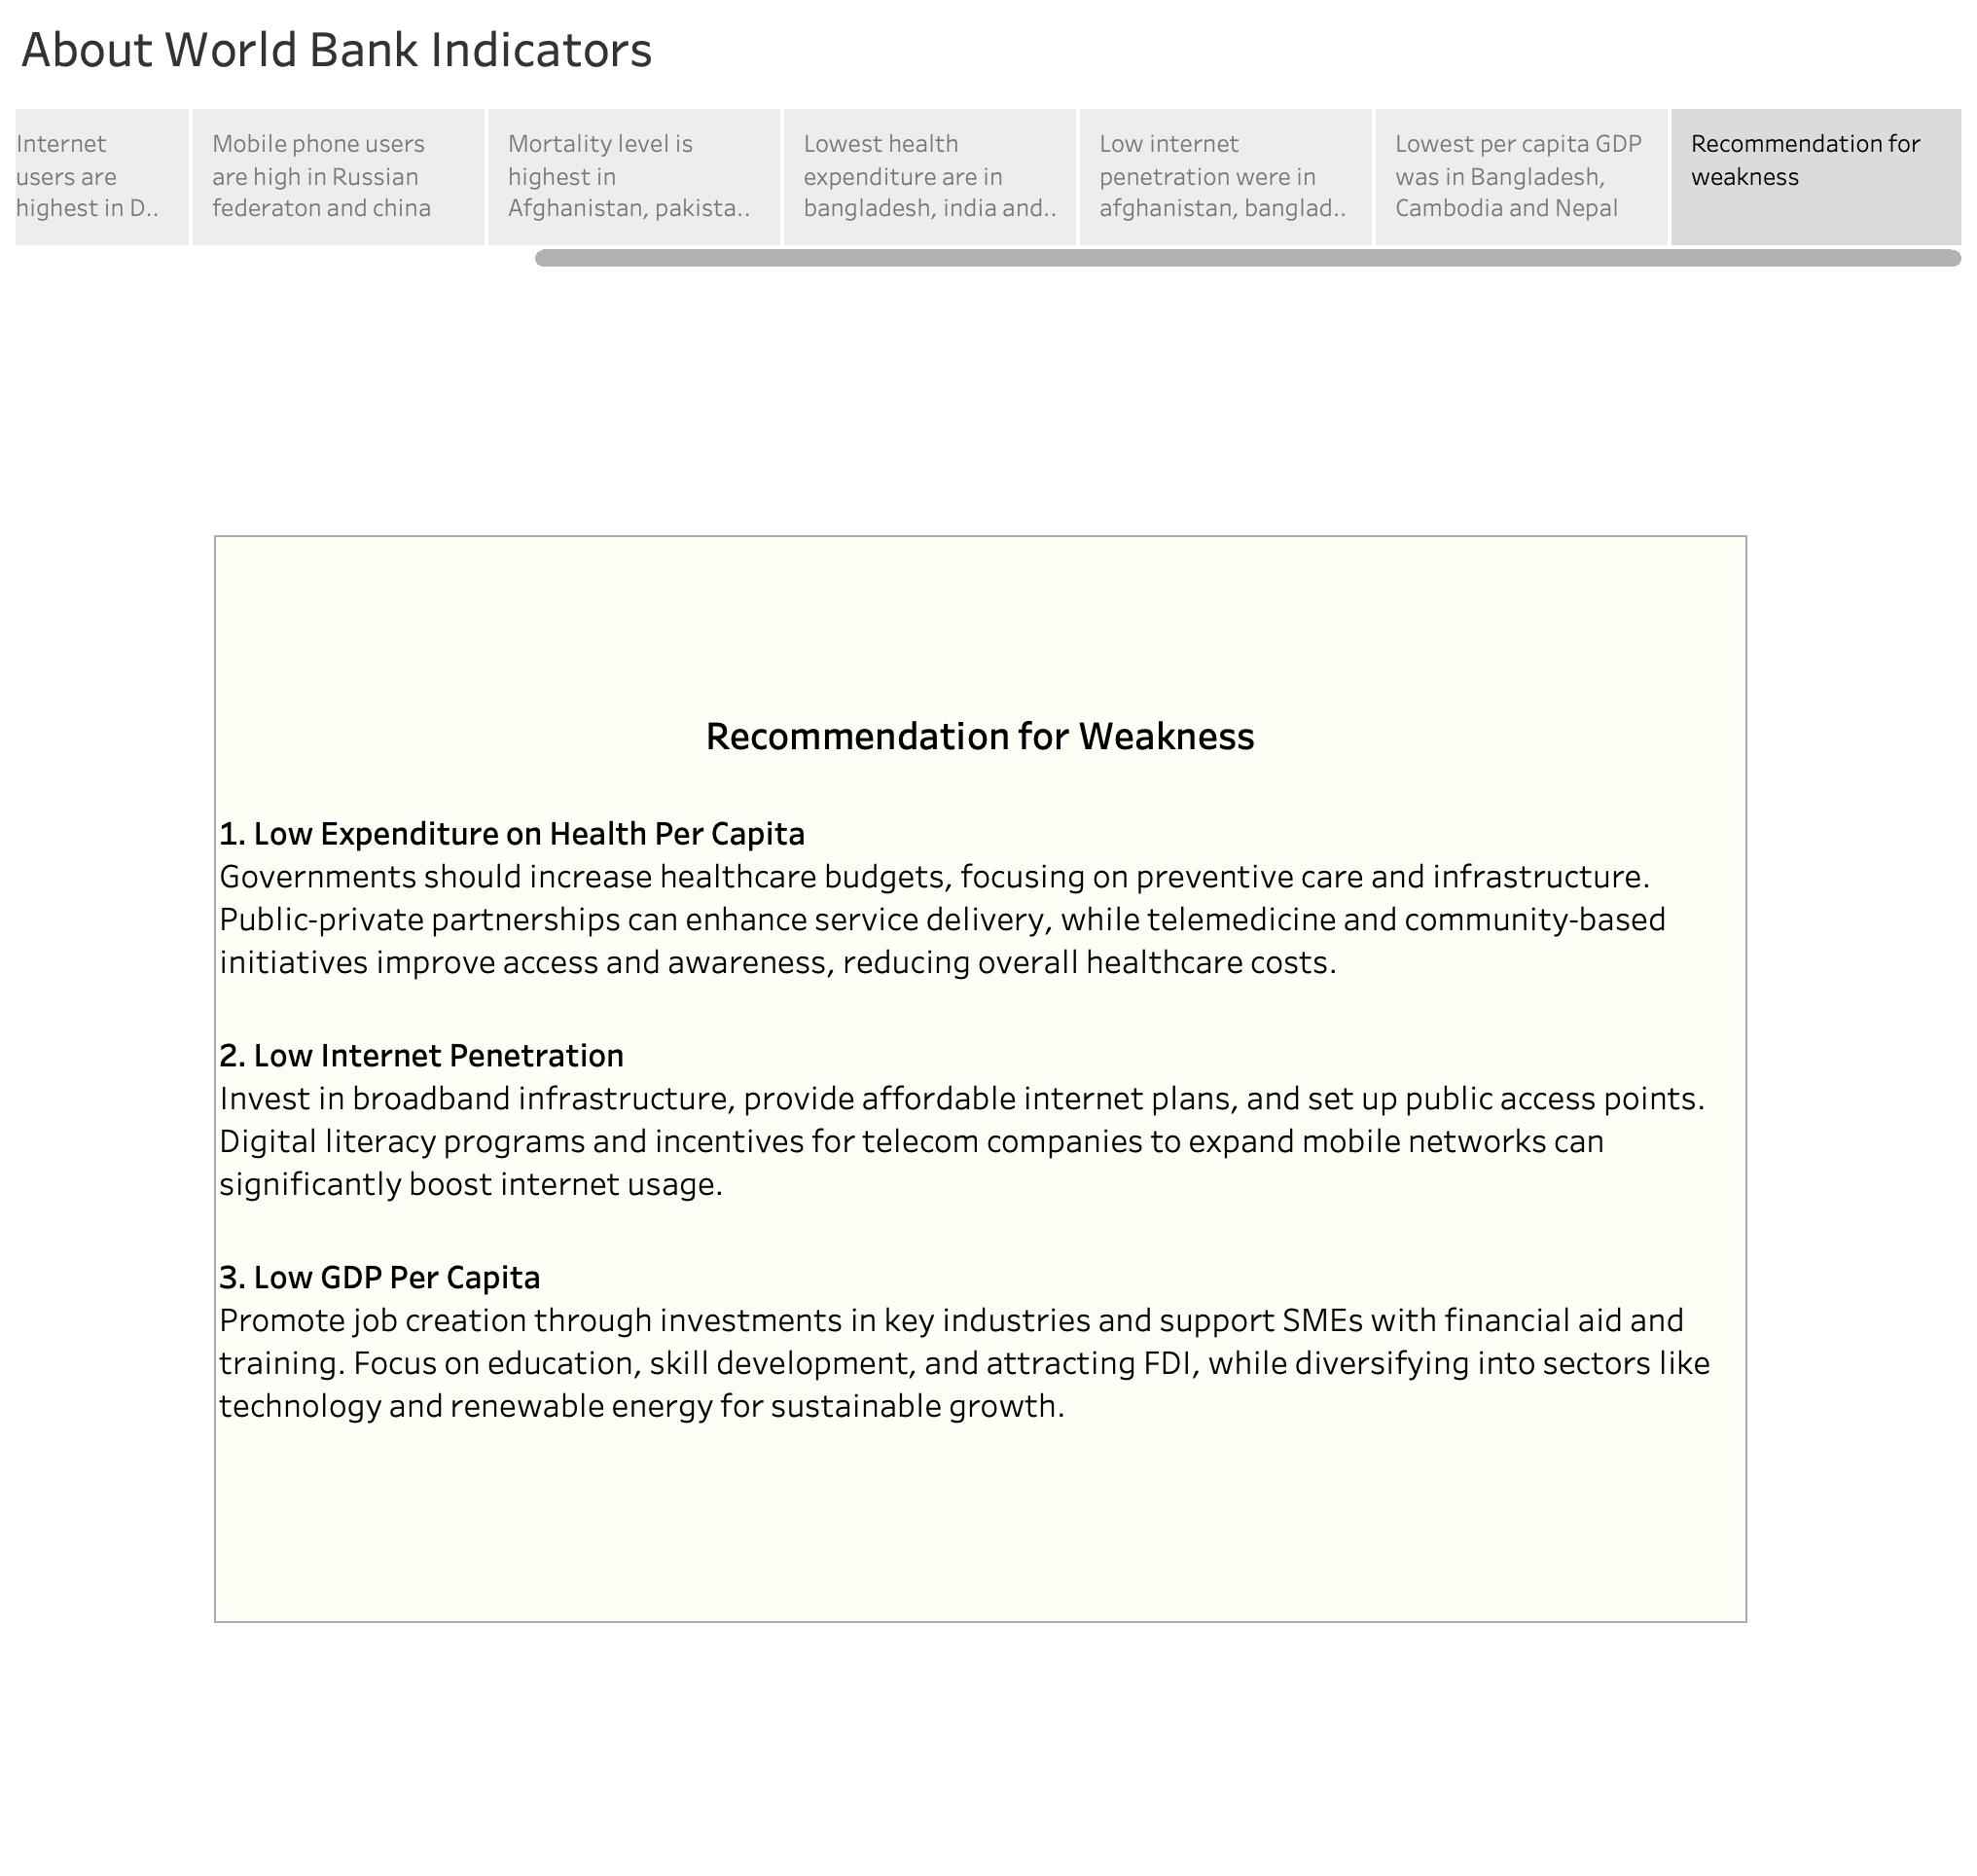 About World Bank Indicators
Internet
users are
highest in D..
Mobile phone users
are high in Russian
federaton and china
Mortality level is
highest in
Afghanistan, pakista..
Lowest health
expenditure are in
bangladesh, india and..
Low internet
penetration were in
afghanistan, banglad..
Lowest per capita GDP
was in Bangladesh,
Cambodia and Nepal
Recommendation for
weakness
Recommendation for Weakness
1. Low Expenditure on Health Per Capita
Governments should increase healthcare budgets, focusing on preventive care and infrastructure.
Public-private partnerships can enhance service delivery, while telemedicine and community-based
initiatives improve access and awareness, reducing overall healthcare costs.
2. Low Internet Penetration
Invest in broadband infrastructure, provide affordable internet plans, and set up public access points.
Digital literacy programs and incentives for telecom companies to expand mobile networks can
significantly boost internet usage.
3. Low GDP Per Capita
Promote job creation through investments in key industries and support SMEs with financial aid and
training. Focus on education, skill development, and attracting FDI, while diversifying into sectors like
technology and renewable energy for sustainable growth.